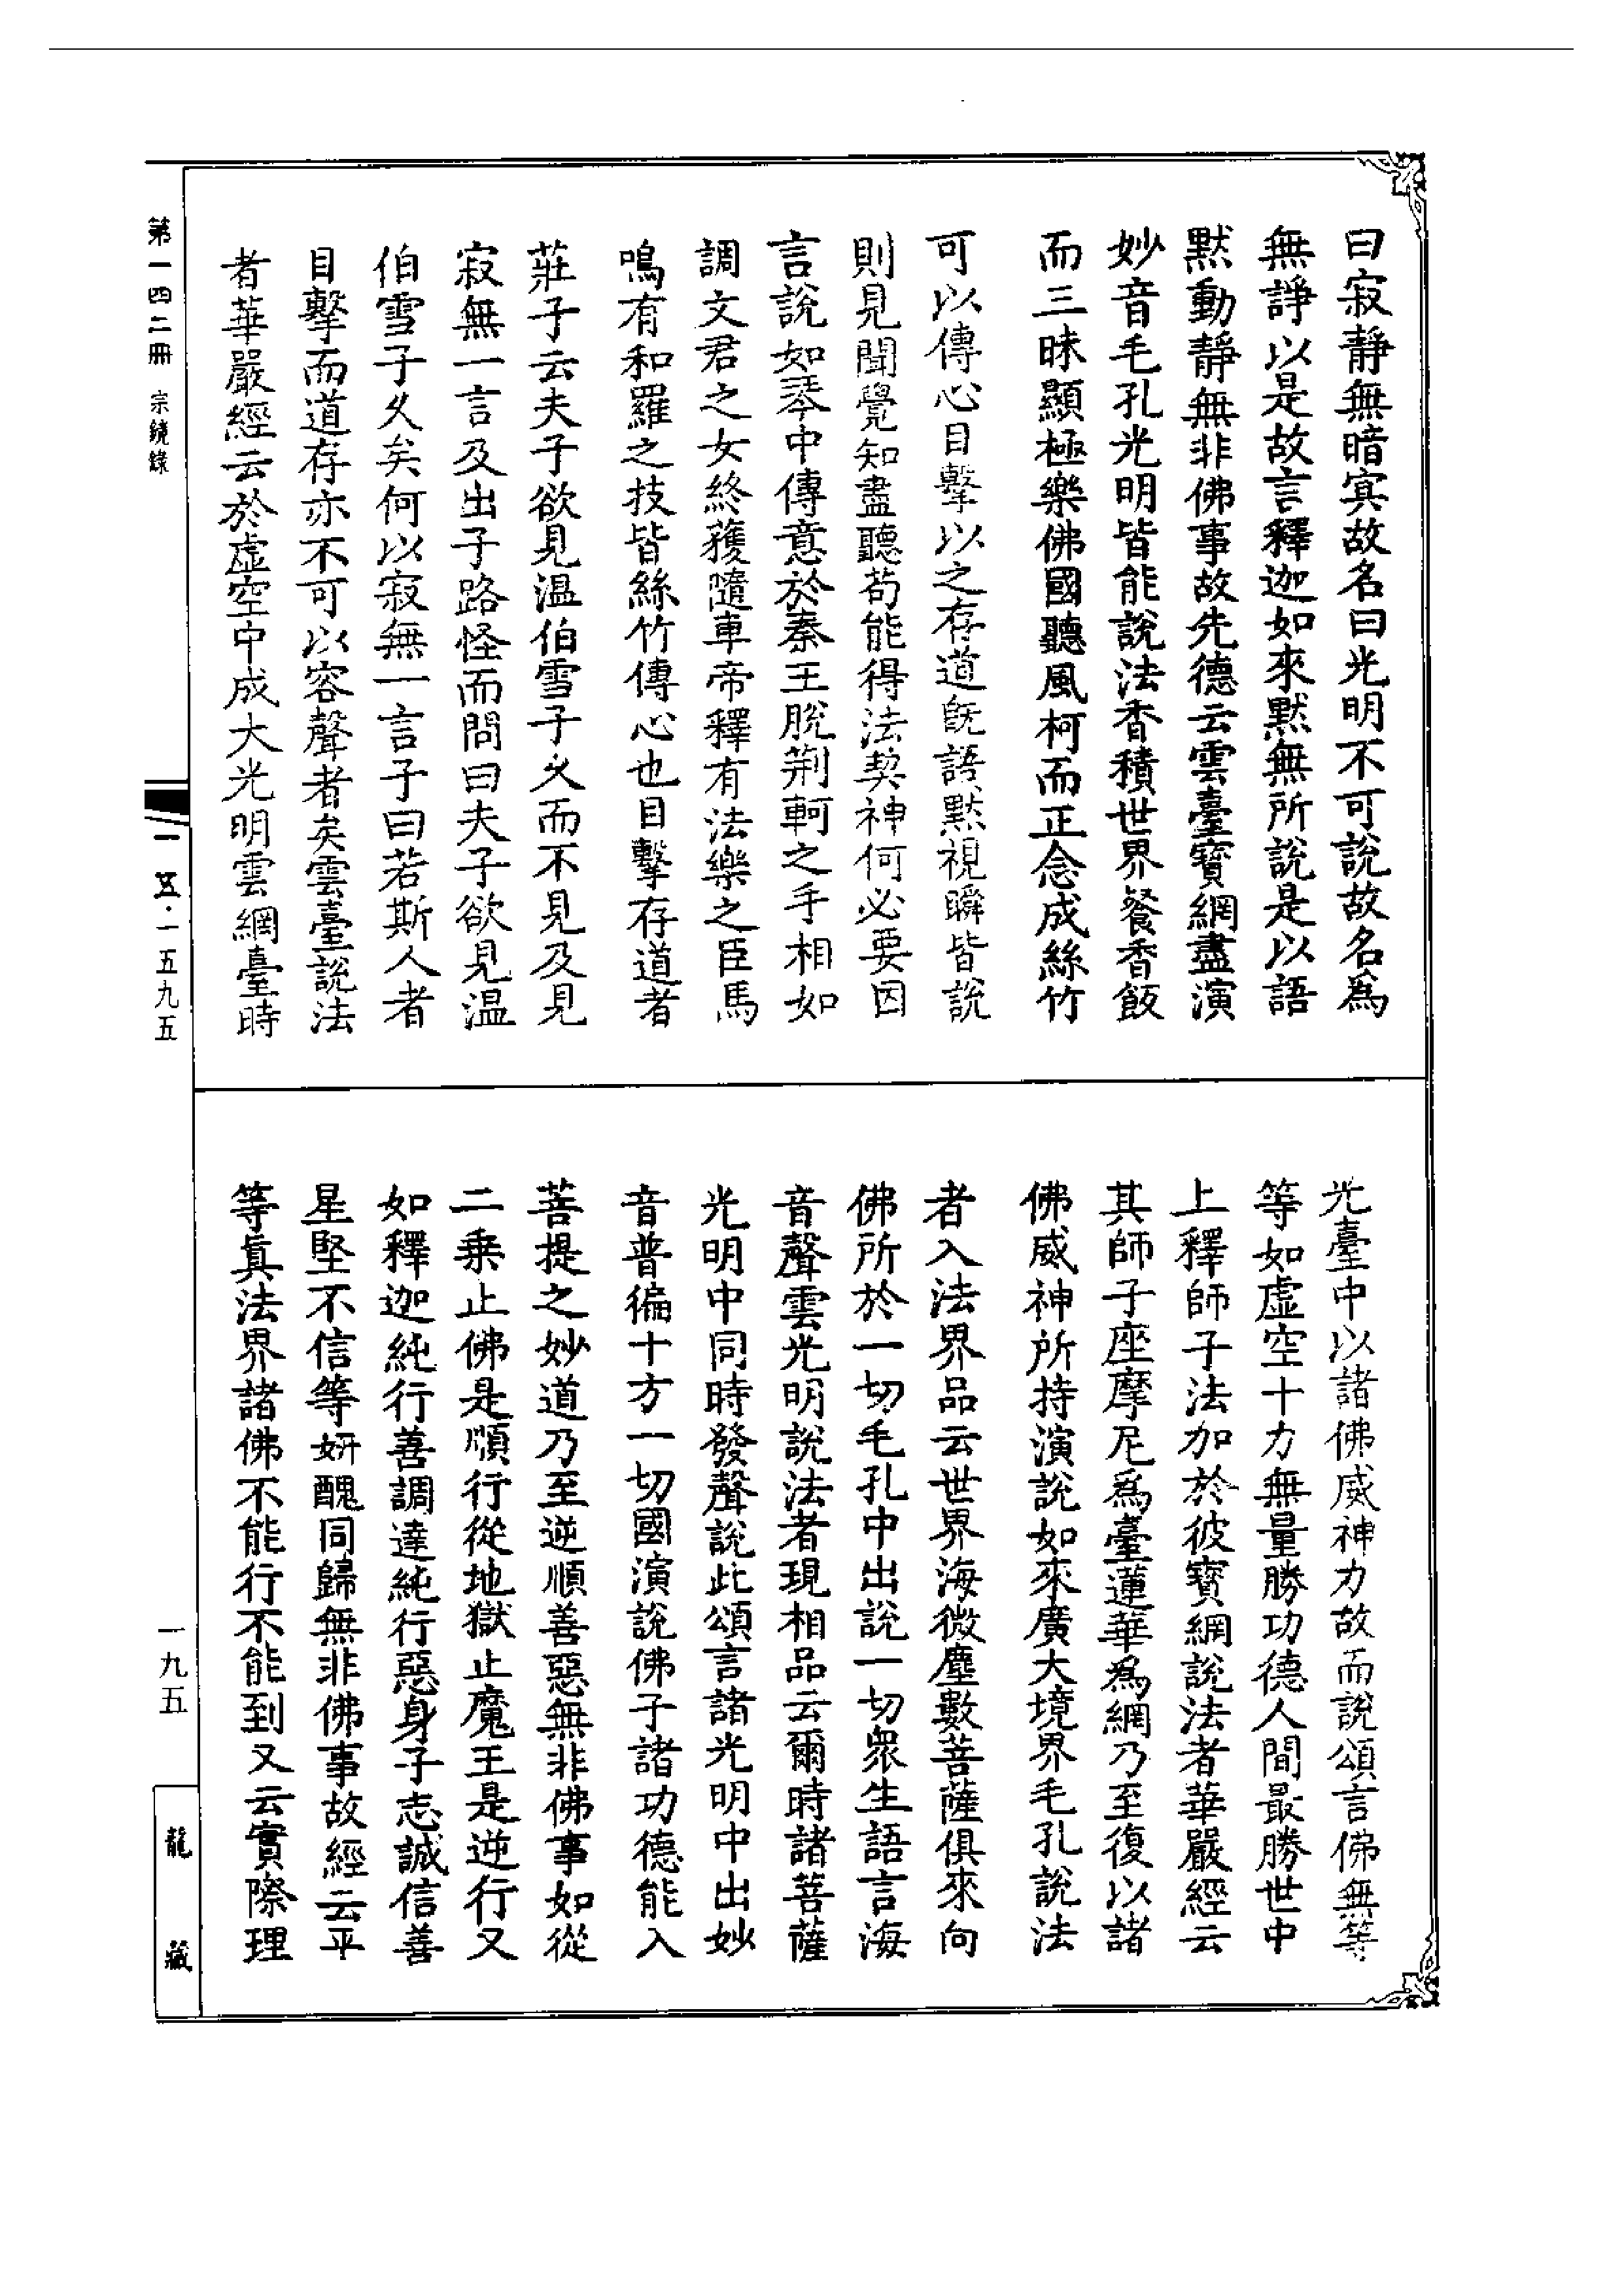 曰寂靜無暗寘故名曰光明不可說故名爲
無諍以是故言釋迦如來默無所說是以語
默動靜無非佛事故先德云雲臺寶網盡演
妙音毛孔光明皆能說法香積世界餐香飯
而三昧顯極樂佛國聽風柯而正念成絲竹
可以傳心目擊以之存道旣語默視瞬皆說
則見聞覺知盡聽苟能得法契神何必要因
言說如琴中傳意於秦王脫荆軻之手相如
調文君之女終獲隨車帝釋有法樂之臣馬
鳴有和羅之技皆絲竹傳心也目擊存道者
莊子云夫子欲見温伯雪子久而不見及見
寂無一言及出子路怪而問曰夫子欲見温
伯雪子久矣何以寂無一言子曰若斯人者
目擊而道存亦不可以容聲者矣雲臺說法
者華嚴經云於虛空中成大光明雲網臺時
光臺中以諸佛威神力故而說頌言佛無等
等如虛空十力無量勝功德人間最勝世中
上釋師子法加於彼寶網說法者華嚴經云
其師子座摩尼爲臺蓮華爲網乃至復以諸
佛威神所持演說如來廣大境界毛孔說法
者入法界品云世界海微塵數菩薩俱來向
佛所於一切毛孔中出說一切衆生語言海
音聲雲光明說法者現相品云爾時諸菩薩
光明中同時發聲說此頌言諸光明中出妙
音普徧十方一切國演說佛子諸功德能入
菩提之妙道乃至逆順善惡無非佛事如從
二乘止佛是順行從地獄止魔王是逆行又
如釋迦純行善調達純行惡身子志誠信善
星堅不信等妍醜同歸無非佛事故經云平
等眞法界諸佛不能行不能到又云實際理
第一四二冊 宗鏡錄
一五·一五九五
一九五
龍藏